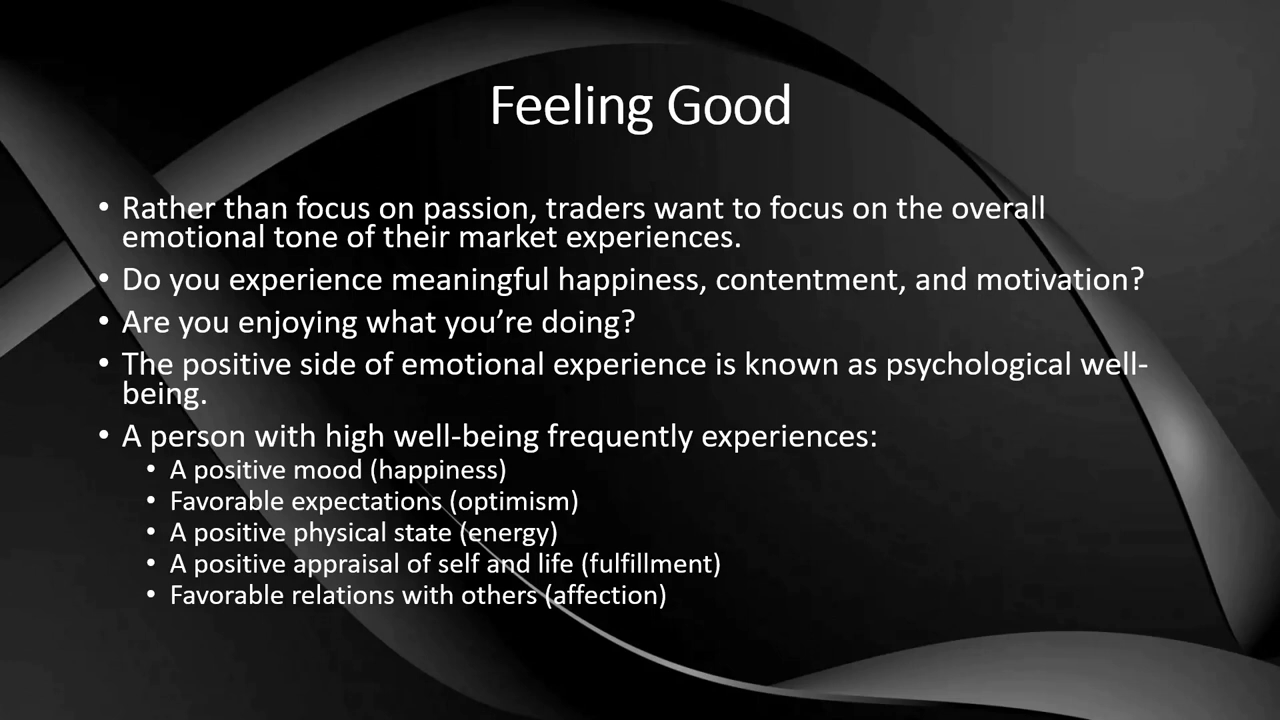 Feeling Good
• Rather than focus on passion, traders want to focus on the overall
emotional tone of their market experiences.
• Do you experience meaningful happiness, contentment, and motivation?
• Are you enjoying what you’re doing?
• The positive side of emotional experience is known as psychological well-
being.
• A person with high well-being frequently experiences:
• A positive mood (happiness)
• Favorable expectations (optimism)
• A positive physical state (energy)
• A positive appraisal of self and life (fulfillment)
• Favorable relations with others (affection)